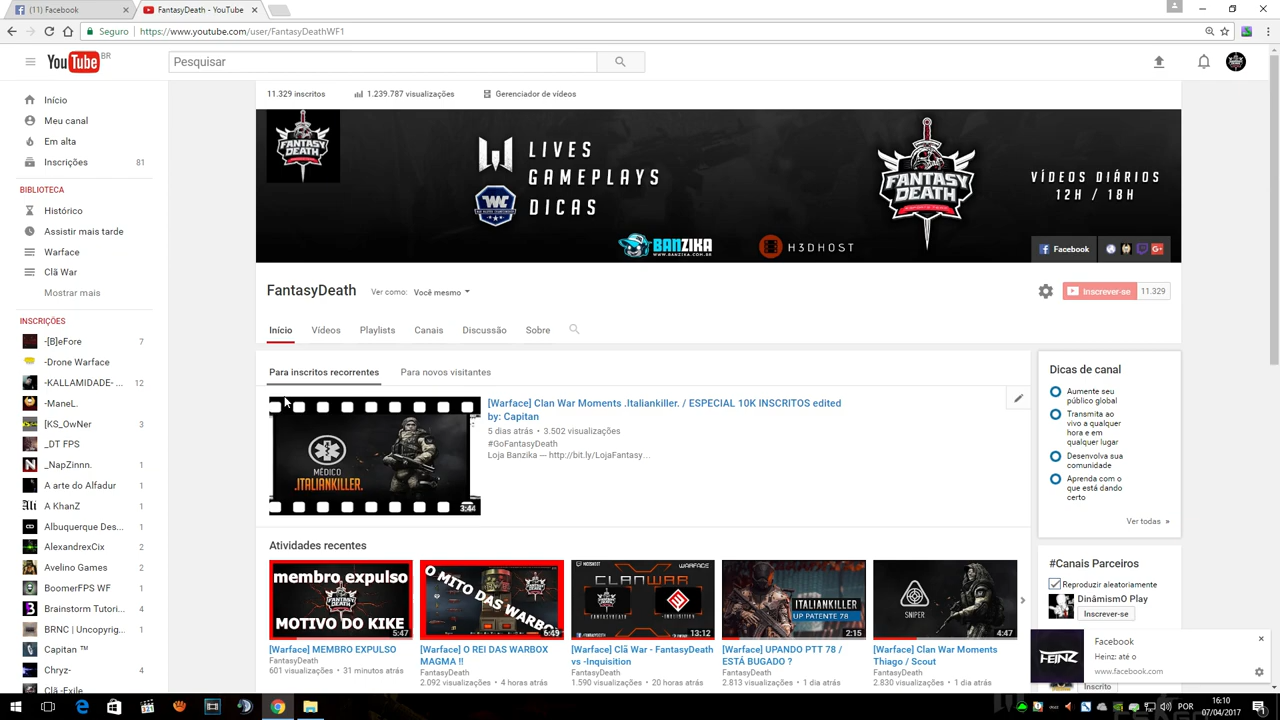 (11) Facebook
FantasyDeath - YouTube
Seguro https://www.youtube.com/user/FantasyDeathWF1
YouTube BR
Pesquisar
Início
Meu canal
Em alta
Inscrições 81
BIBLIOTECA
Histórico
Assistir mais tarde
Warface
Clã War
Mostrar mais
INSCRIÇÕES
-[B]eFore 7
-Drone Warface
-KALLAMIDADE- ... 12
-ManeL.
[KS_OwNer 3
_DT FPS
_NapZinnn. 1
A arte do Alfadur 1
A KhanZ 1
Albuquerque Des... 1
AlexandrexCix 2
Avelino Games 2
BoomerFPS WF 1
Brainstorm Tutori... 4
BRNC | Uncopyrig... 1
Capitan ™ 1
Chryz- 4
Clã -Exile
11.329 inscritos 1.239.787 visualizações Gerenciador de vídeos
FANTASY DEATH
LIVES
GAMEPLAYS
DICAS
BANZIKA
WWW.BANZIKA.COM.BR
H3DHOST
FANTASY
DEATH
VÍDEOS DIÁRIOS
12H / 18H
Facebook
FantasyDeath Ver como: Você mesmo
Inscrever-se 11.329
Início Vídeos Playlists Canais Discussão Sobre
Para inscritos recorrentes Para novos visitantes
MÉDICO
.ITALIANKILLER.
3:44
[Warface] Clan War Moments .Italiankiller. / ESPECIAL 10K INSCRITOS edited
by: Capitan
5 dias atrás • 3.502 visualizações
#GoFantasyDeath
Loja Banzika --- http://bit.ly/LojaFantasy...
Atividades recentes
membro expulso
MOTIVO DO KIKE
5:47
[Warface] MEMBRO EXPULSO
FantasyDeath
601 visualizações • 31 minutos atrás
O MITO DAS WARBO
6:49
[Warface] O REI DAS WARBOX
MAGMA !!
FantasyDeath
2.092 visualizações • 4 horas atrás
WARFACE
CLANWAR
13:12
[Warface] Clã War - FantasyDeath
vs -Inquisition
FantasyDeath
1.590 visualizações • 20 horas atrás
ITALIANKILLER
UP PATENTE 78
2:15
[Warface] UPANDO PTT 78 /
ESTÁ BUGADO ?
FantasyDeath
2.813 visualizações • 1 dia atrás
SNIPER
4:47
[Warface] Clan War Moments
Thiago / Scout
FantasyDeath
2.830 visualizações • 1 dia atrás
Dicas de canal
Aumente seu
público global
Transmita ao
vivo a qualquer
hora e em
qualquer lugar
Desenvolva sua
comunidade
Aprenda com o
que está dando
certo
Ver todas »
#Canais Parceiros
Reproduzir aleatoriamente
DinâmismO Play
Inscrever-se
HEINZ
Facebook
Heinz: até o
www.facebook.com
Inscrito
POR
16:10
07/04/2017